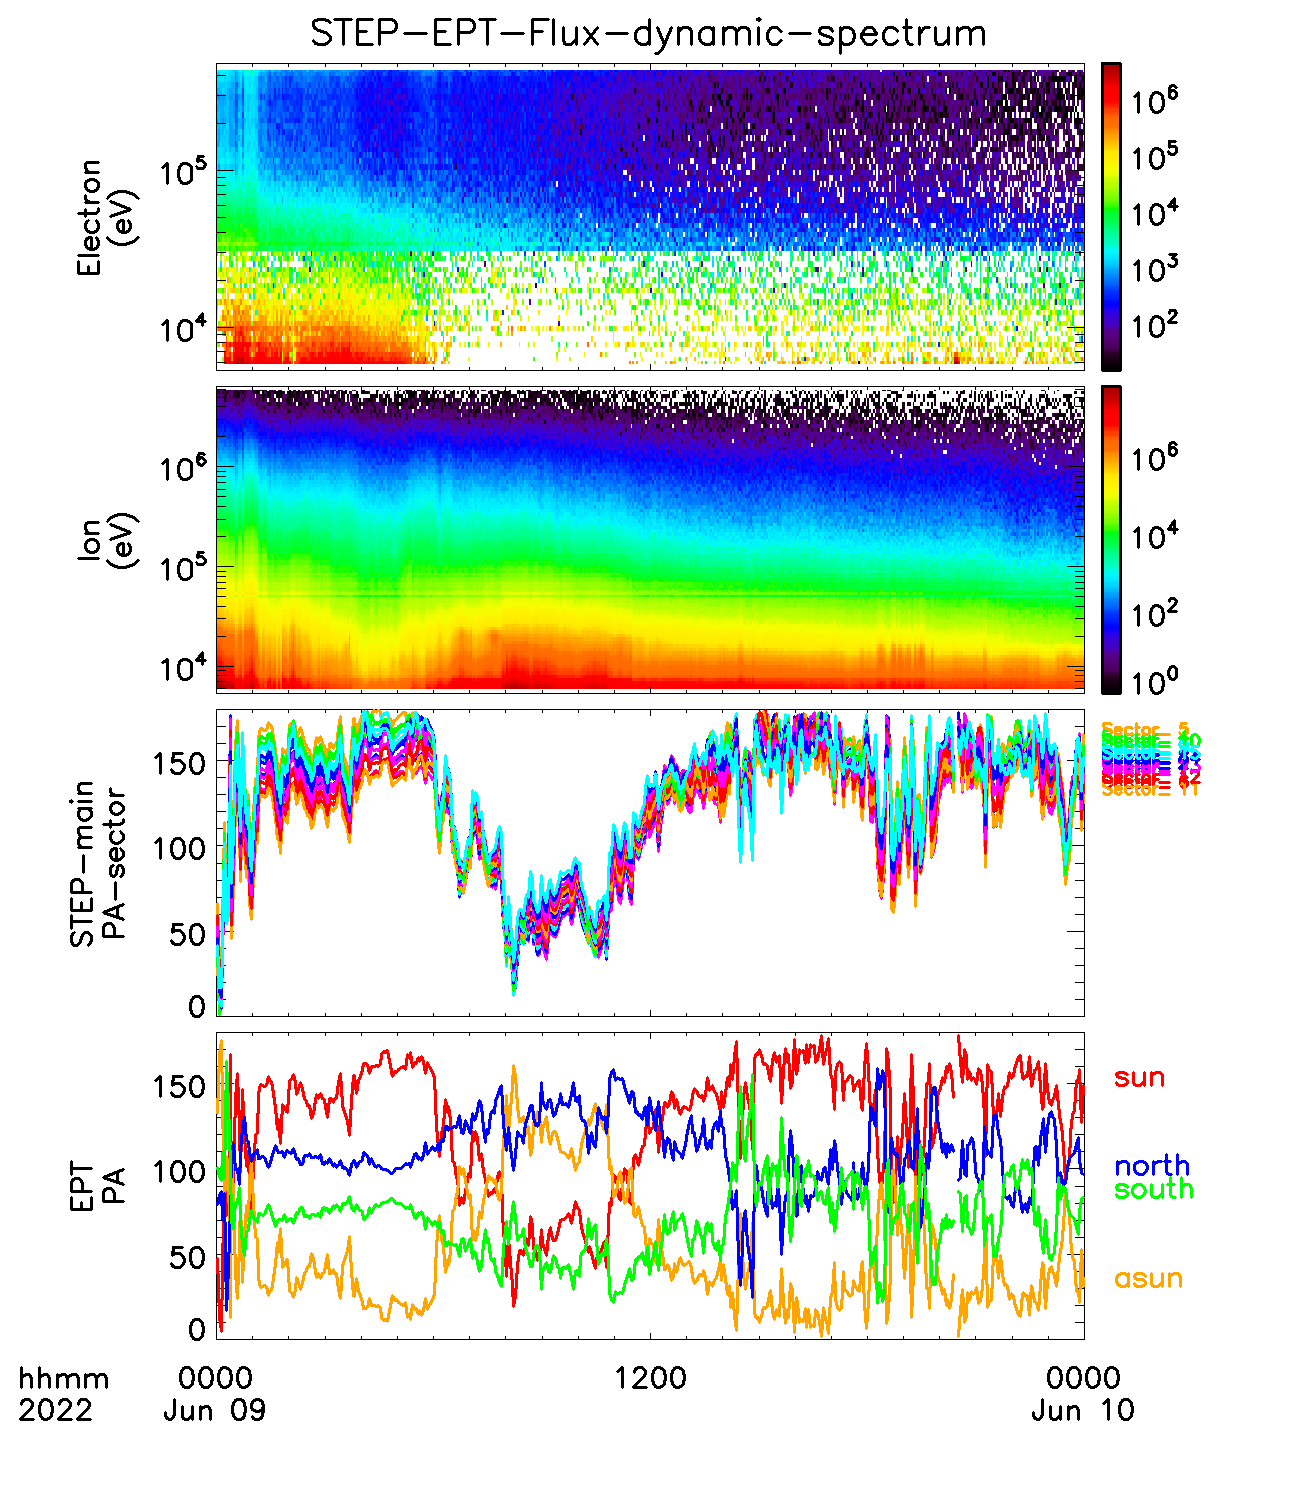 STEP-EPT-Flux-dynamic-spectrum
Electron
(eV)
10^5
10^4
10^6
10^5
10^4
10^3
10^2
Ion
(eV)
10^6
10^5
10^4
10^6
10^4
10^2
10^0
STEP-main
PA-sector
150
100
50
0
Sector= 5
Sector= 11
EPT
PA
150
100
50
0
sun
north
south
asun
hhmm
2022
0000
Jun 09
1200
0000
Jun 10